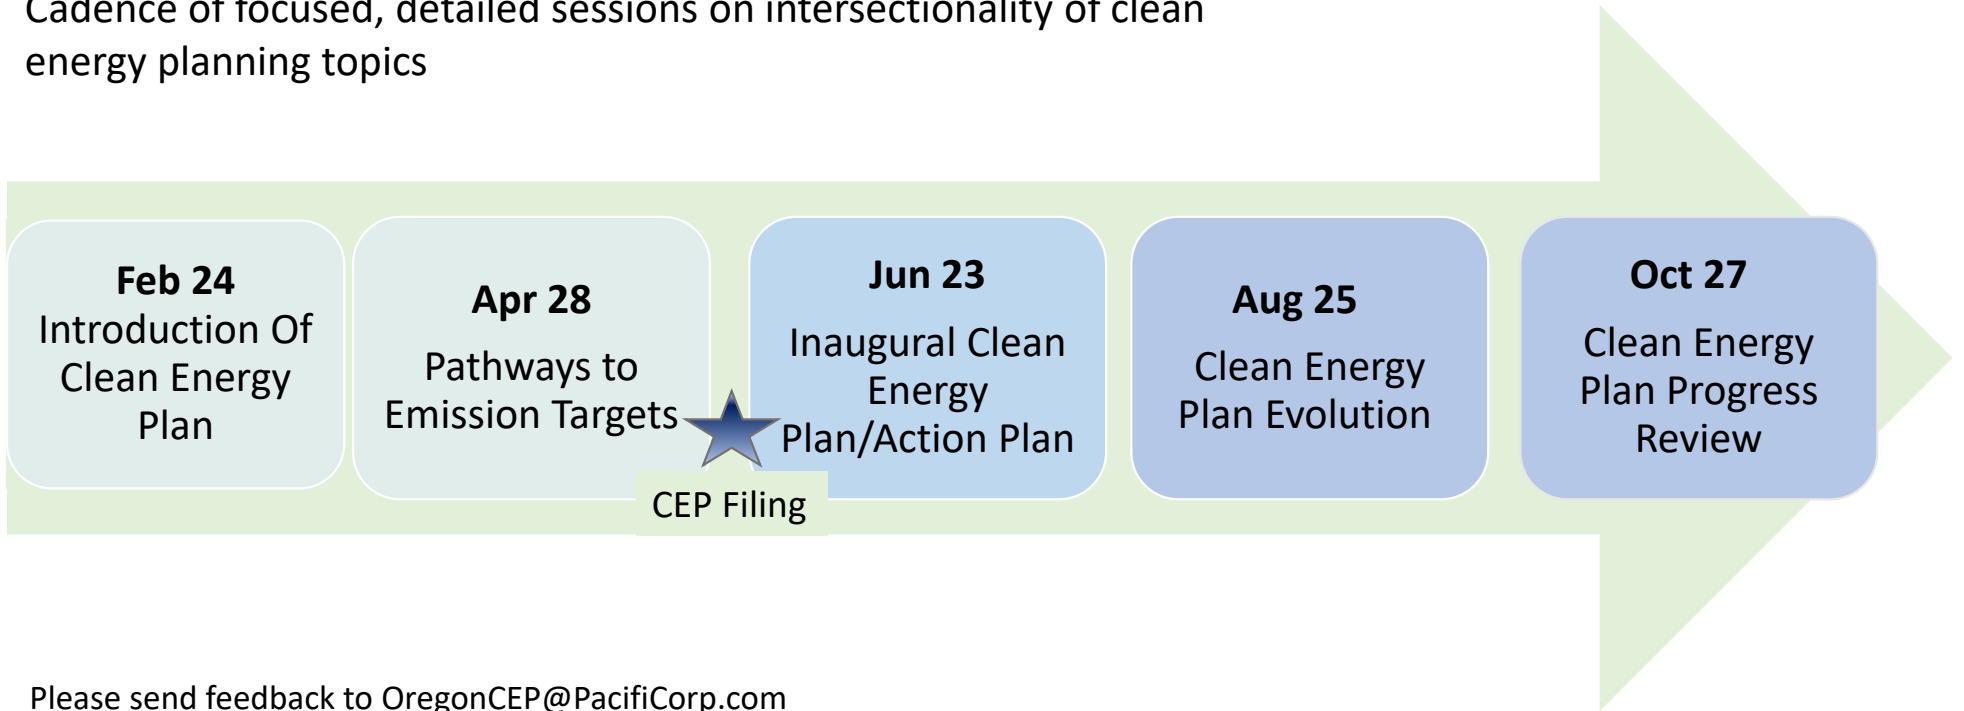 Cadence of focused, detailed sessions on intersectionality of clean
energy planning topics
Feb 24
Introduction Of
Clean Energy
Plan
Apr 28
Pathways to
Emission Targets
CEP Filing
Jun 23
Inaugural Clean
Energy
Plan/Action Plan
Aug 25
Clean Energy
Plan Evolution
Oct 27
Clean Energy
Plan Progress
Review
Please send feedback to OregonCEP@PacifiCorp.com